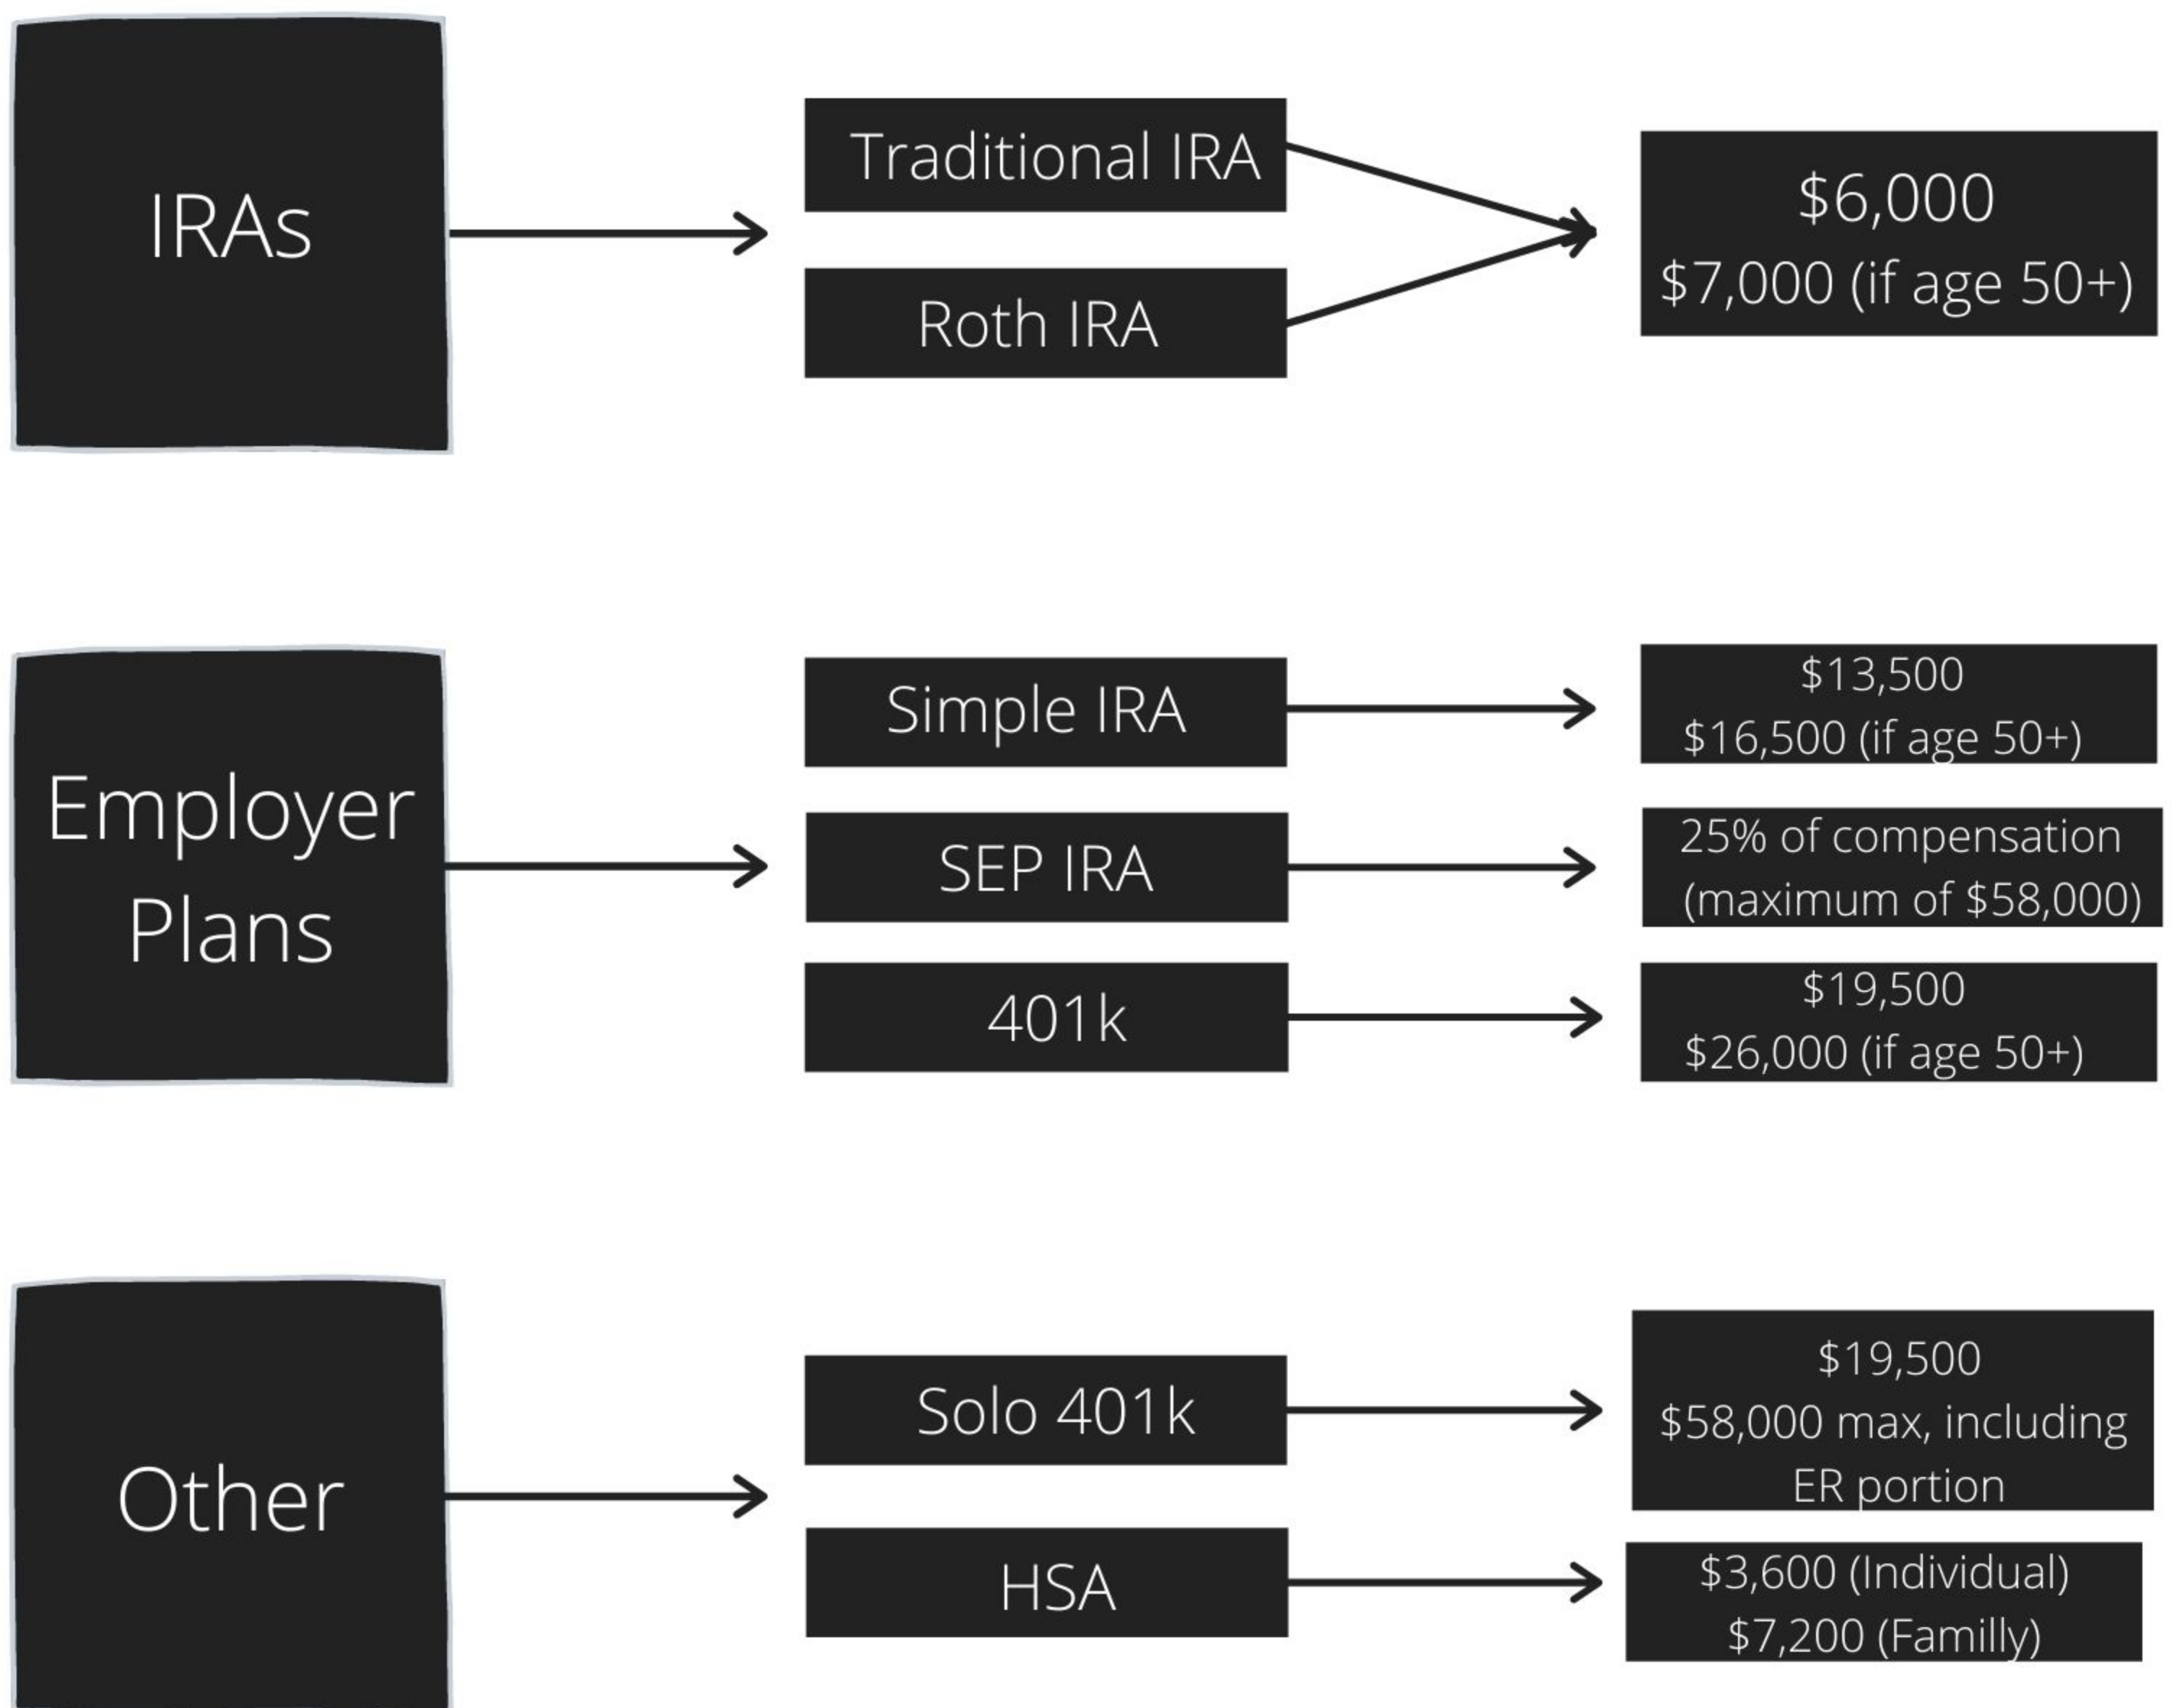 IRAs
Traditional IRA
Roth IRA
$6,000
$7,000 (if age 50+)
Employer
Plans
Simple IRA
$13,500
$16,500 (if age 50+)
SEP IRA
25% of compensation
(maximum of $58,000)
401k
$19,500
$26,000 (if age 50+)
Other
Solo 401k
$19,500
$58,000 max, including
ER portion
HSA
$3,600 (Individual)
$7,200 (Familly)